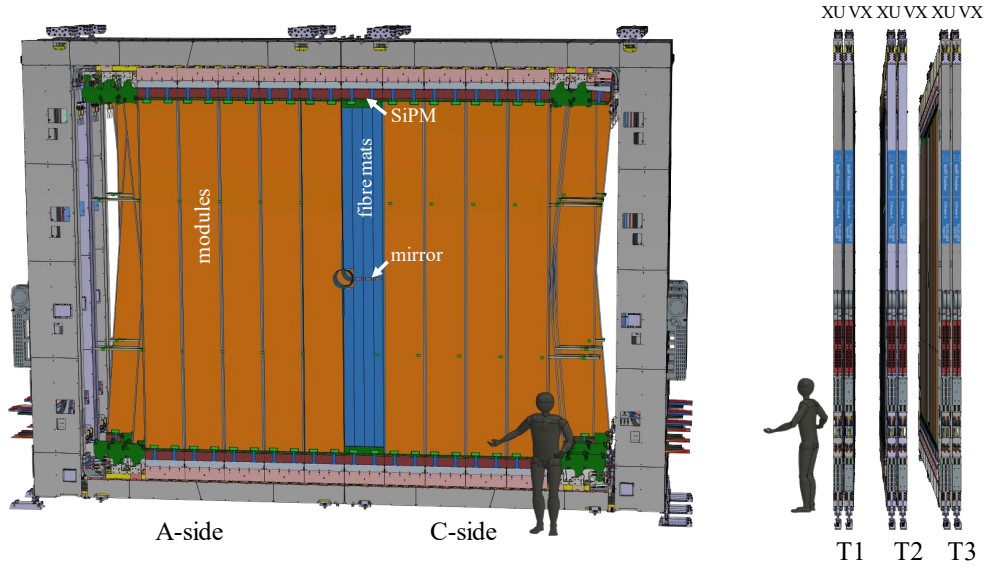 XU VX XU VX XU VX
SiPM
fibre mats
modules
mirror
A-side
C-side
T1
T2
T3